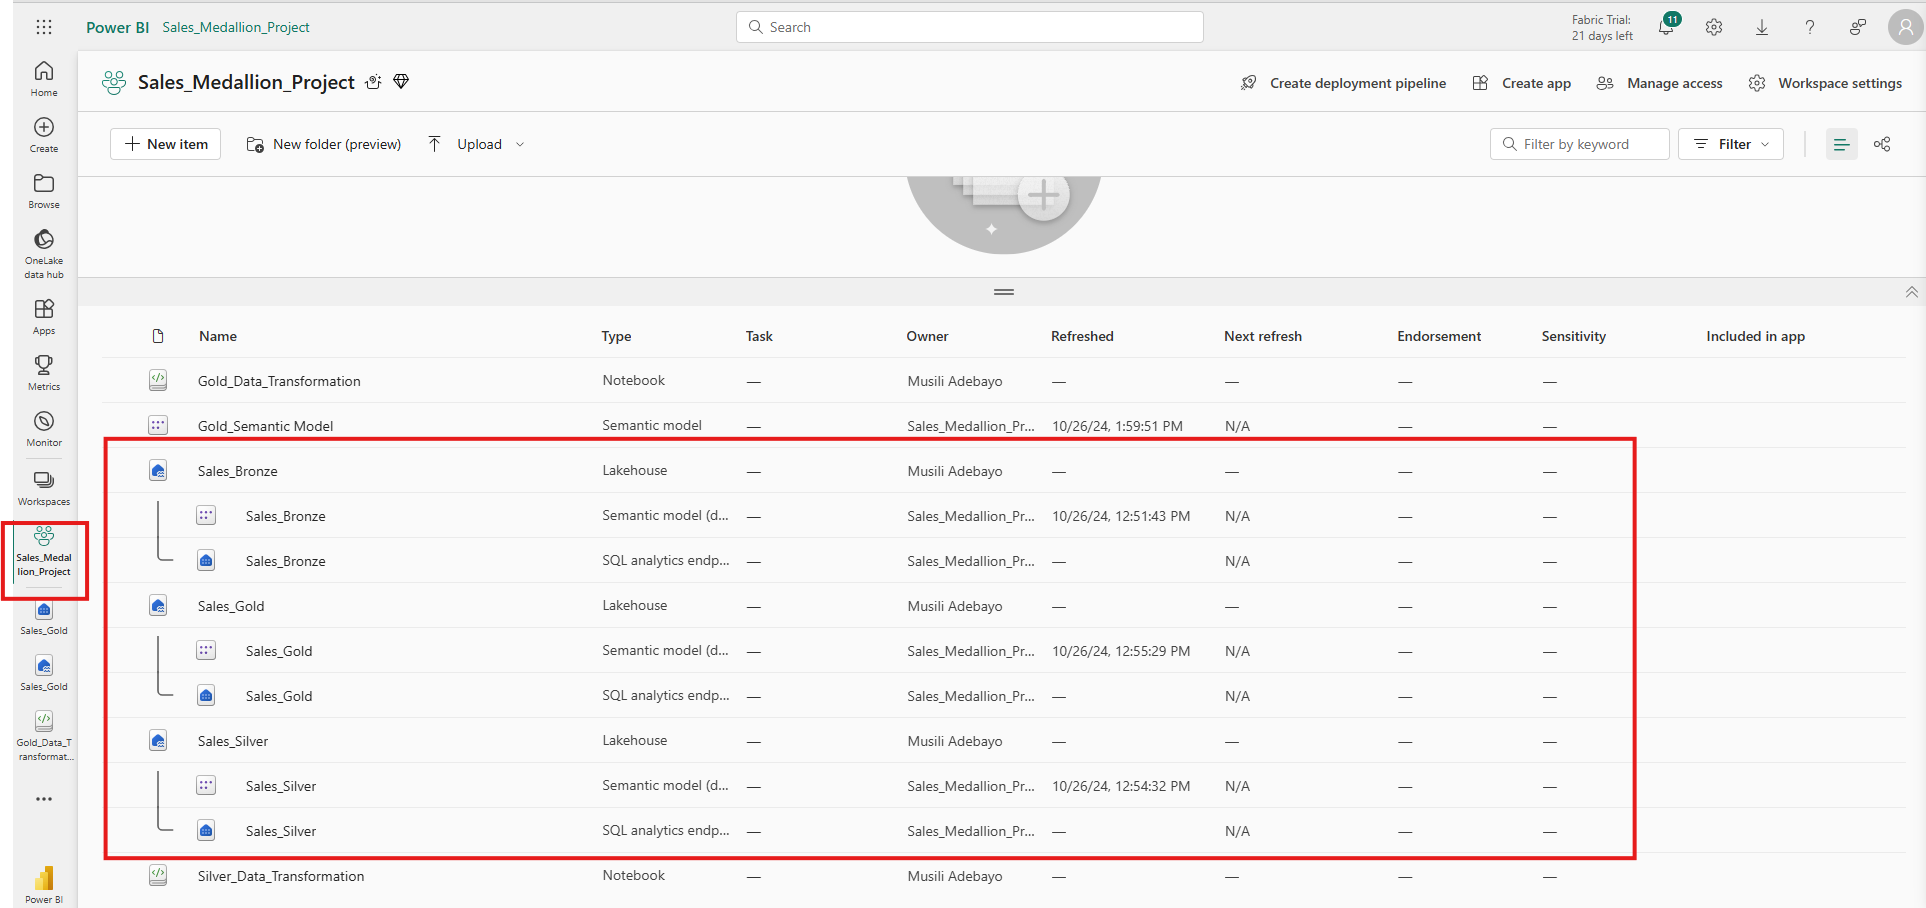 Power BI Sales_Medallion_Project Search Fabric Trial: 11
21 days left
Sales_Medallion_Project Create deployment pipeline Create app Manage access Workspace settings
New item New folder (preview) Upload Filter by keyword Filter
Home
Create
Browse
OneLake
data hub
Apps
Metrics
Monitor
Workspaces
Sales_Medal
lion_Project
Sales_Gold
Sales_Gold
Gold_Data_T
ransformat...
Power BI
Name Type Task Owner Refreshed Next refresh Endorsement Sensitivity Included in app
Gold_Data_Transformation Notebook — Musili Adebayo — — — —
Gold_Semantic Model Semantic model — Sales_Medallion_Pr... 10/26/24, 1:59:51 PM N/A — —
Sales_Bronze Lakehouse — Musili Adebayo — — — —
Sales_Bronze Semantic model (d... — Sales_Medallion_Pr... 10/26/24, 12:51:43 PM N/A — —
Sales_Bronze SQL analytics endp... — Sales_Medallion_Pr... — N/A — —
Sales_Gold Lakehouse — Musili Adebayo — — — —
Sales_Gold Semantic model (d... — Sales_Medallion_Pr... 10/26/24, 12:55:29 PM N/A — —
Sales_Gold SQL analytics endp... — Sales_Medallion_Pr... — N/A — —
Sales_Silver Lakehouse — Musili Adebayo — — — —
Sales_Silver Semantic model (d... — Sales_Medallion_Pr... 10/26/24, 12:54:32 PM N/A — —
Sales_Silver SQL analytics endp... — Sales_Medallion_Pr... — N/A — —
Silver_Data_Transformation Notebook — Musili Adebayo — — — —